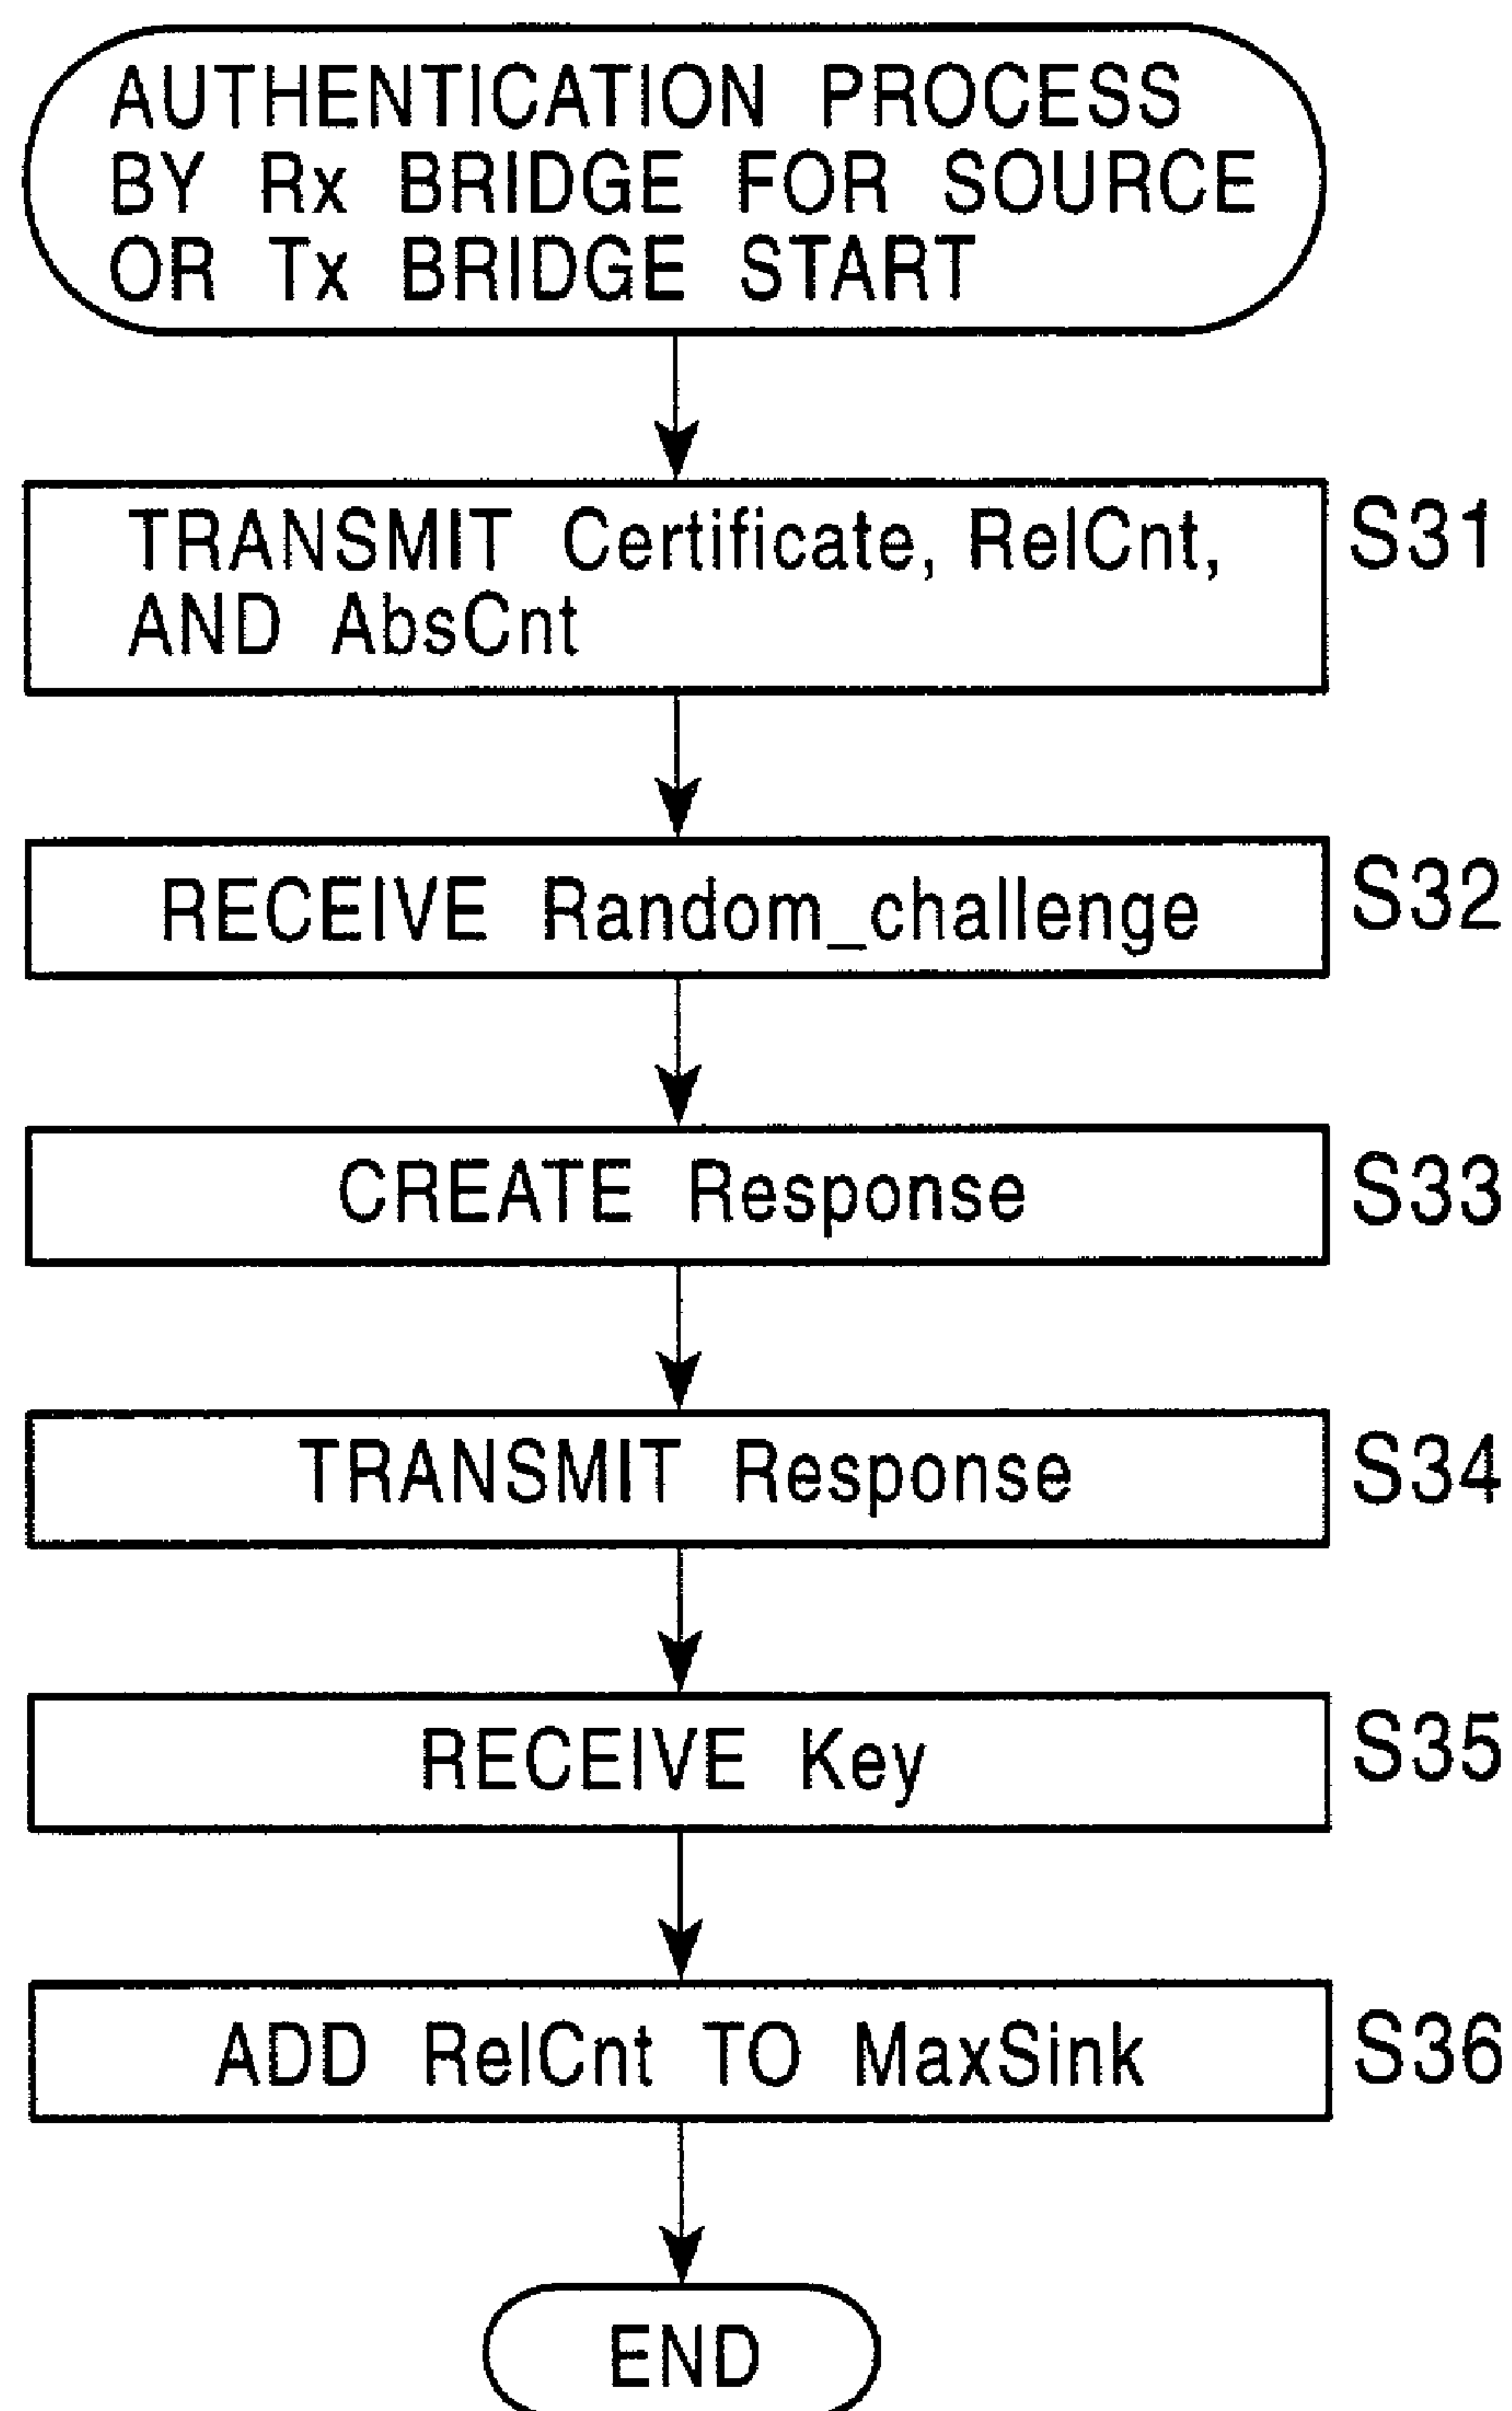 AUTHENTICATION PROCESS
BY Rx BRIDGE FOR SOURCE
OR Tx BRIDGE START
TRANSMIT Certificate, RelCnt,
AND AbsCnt
S31
RECEIVE Random_challenge
S32
CREATE Response
S33
TRANSMIT Response
S34
RECEIVE Key
S35
ADD RelCnt TO MaxSink
S36
END